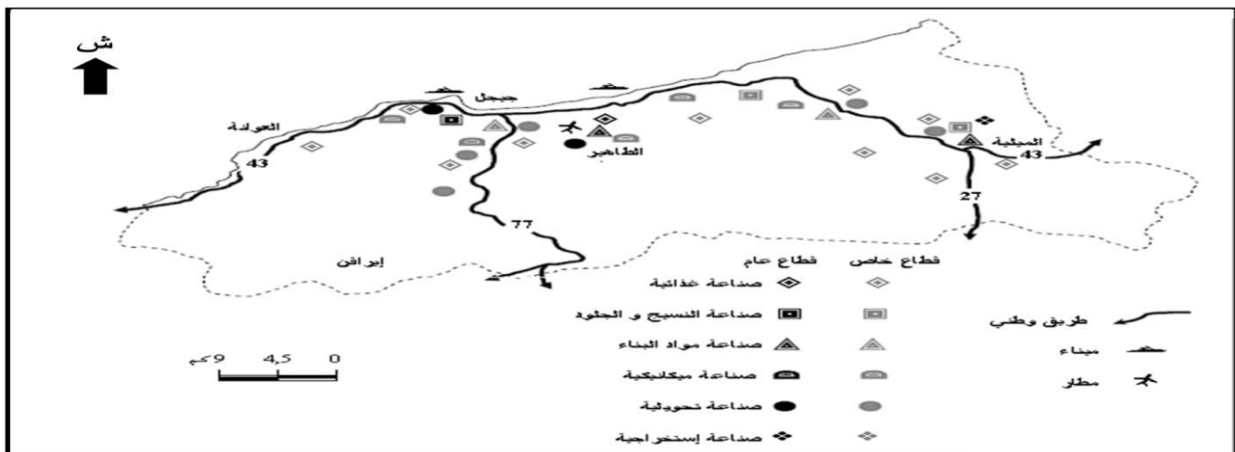 ش
جيجل
العوانة
43
الطاهير
الميلية
43
27
77
إيراقن
قطاع عام قطاع خاص
صناعة غذائية
صناعة النسيج و الجلود
صناعة مواد البناء
صناعة ميكانيكية
صناعة تحويلية
صناعة إستخراجية
طريق وطني
ميناء
مطار
9كم 4,5 0